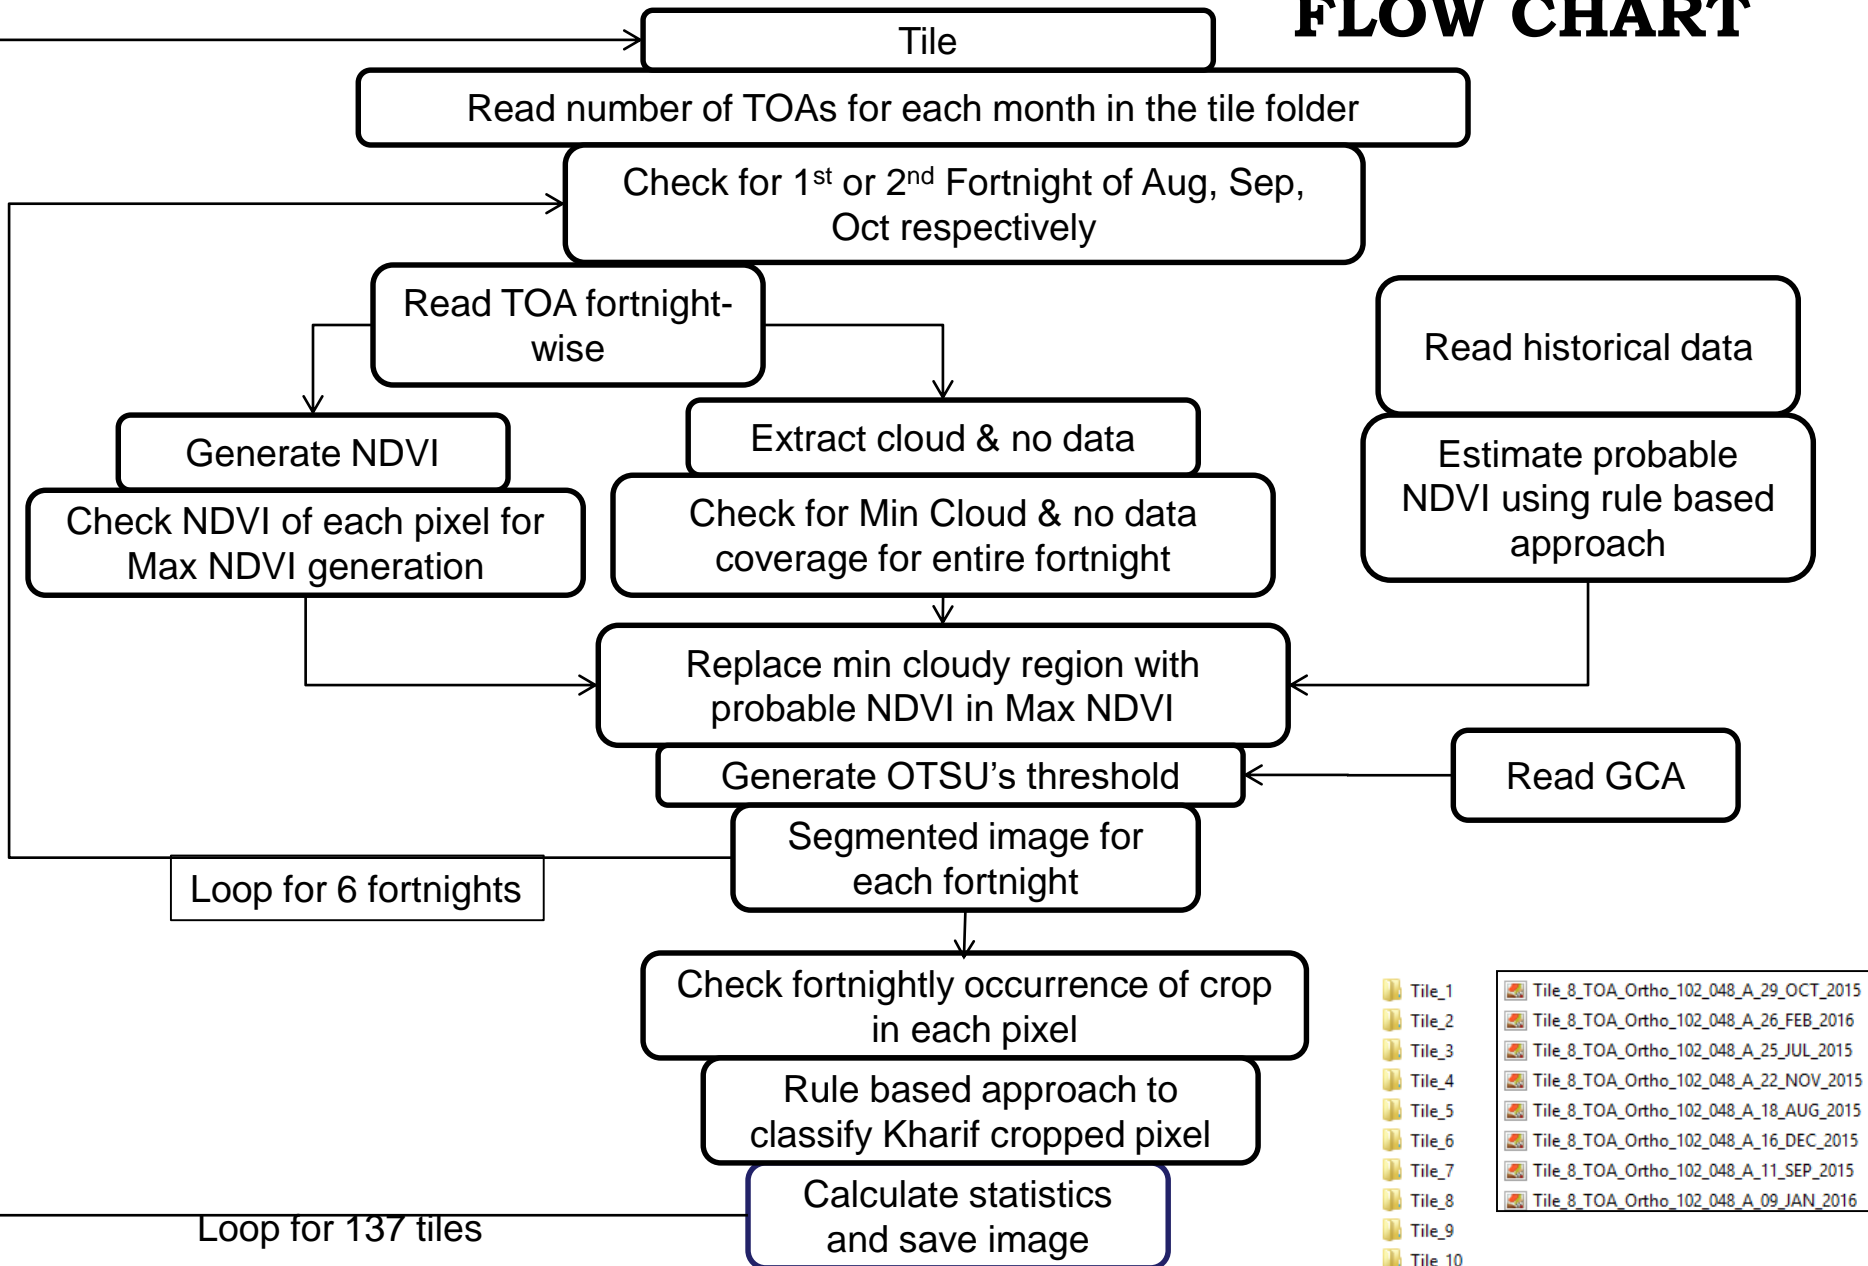 FLOW CHART
Tile
Read number of TOAs for each month in the tile folder
Check for 1st or 2nd Fortnight of Aug, Sep,
Oct respectively
Read TOA fortnight-
wise
Read historical data
Generate NDVI
Extract cloud & no data
Estimate probable
NDVI using rule based
approach
Check NDVI of each pixel for
Max NDVI generation
Check for Min Cloud & no data
coverage for entire fortnight
Replace min cloudy region with
probable NDVI in Max NDVI
Generate OTSU's threshold
Read GCA
Segmented image for
each fortnight
Loop for 6 fortnights
Check fortnightly occurrence of crop
in each pixel
Rule based approach to
classify Kharif cropped pixel
Calculate statistics
and save image
Loop for 137 tiles
Tile_1
Tile_2
Tile_3
Tile_4
Tile_5
Tile_6
Tile_7
Tile_8
Tile_9
Tile_10
Tile_8_TOA_Ortho_102_048_A_29_OCT_2015
Tile_8_TOA_Ortho_102_048_A_26_FEB_2016
Tile_8_TOA_Ortho_102_048_A_25_JUL_2015
Tile_8_TOA_Ortho_102_048_A_22_NOV_2015
Tile_8_TOA_Ortho_102_048_A_18_AUG_2015
Tile_8_TOA_Ortho_102_048_A_16_DEC_2015
Tile_8_TOA_Ortho_102_048_A_11_SEP_2015
Tile_8_TOA_Ortho_102_048_A_09_JAN_2016